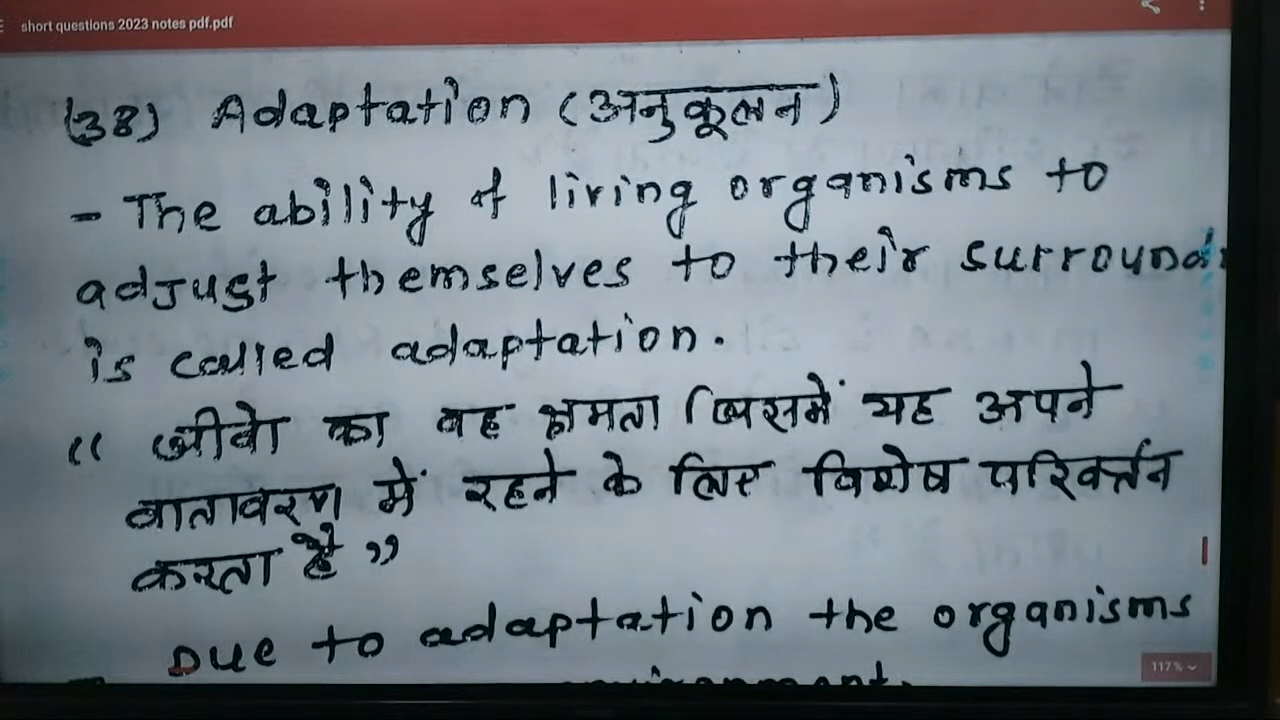 short questions 2023 notes pdf.pdf
(38) Adaptation (अनुकूलन)
- The ability of living organisms to
adjust themselves to their surround
is called adaptation.
“ जीवो का वह क्षमता जिसमें यह अपने
वातावरण में रहने के लिए विशेष परिवर्तन
करता है ”
Due to adaptation the organisms
environment.
117%